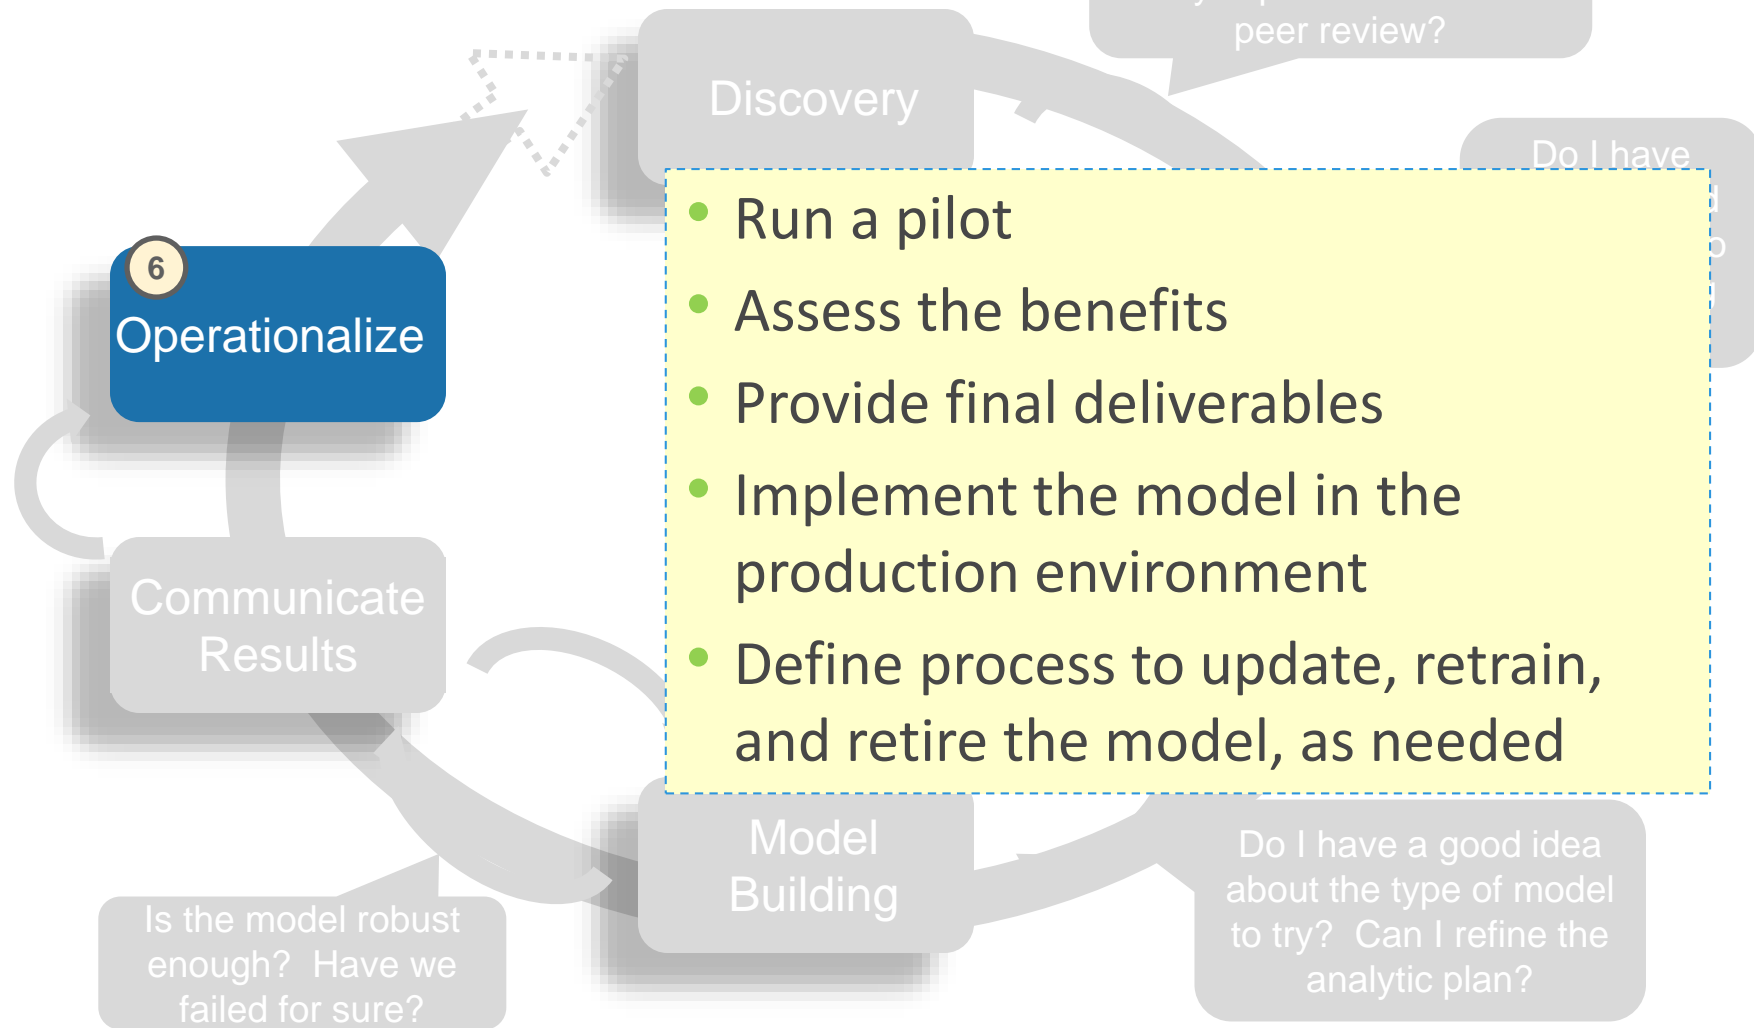 peer review?
Discovery
Do I have
• Run a pilot
• Assess the benefits
• Provide final deliverables
• Implement the model in the
production environment
• Define process to update, retrain,
and retire the model, as needed
6
Operationalize
Communicate
Results
Model
Building
Do I have a good idea
about the type of model
to try?  Can I refine the
analytic plan?
Is the model robust
enough?  Have we
failed for sure?